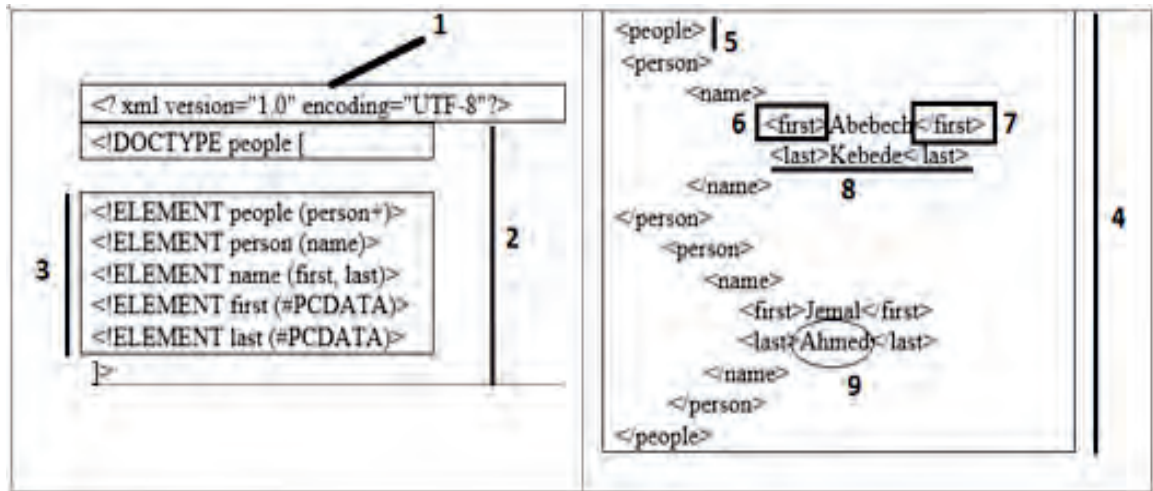 1
<? xml version="1.0" encoding="UTF-8"?>
<!DOCTYPE people [
<!ELEMENT people (person+)>
<!ELEMENT person (name)>
<!ELEMENT name (first, last)>
<!ELEMENT first (#PCDATA)>
<!ELEMENT last (#PCDATA)>
]>
2
3
<people> 5
<person>
<name>
6 <first>Abebech</first> 7
<last>Kebede</last>
8
</name>
</person>
<person>
<name>
<first>Jemal</first>
<last>Ahmed</last>
</name>
9
</person>
</people>
4